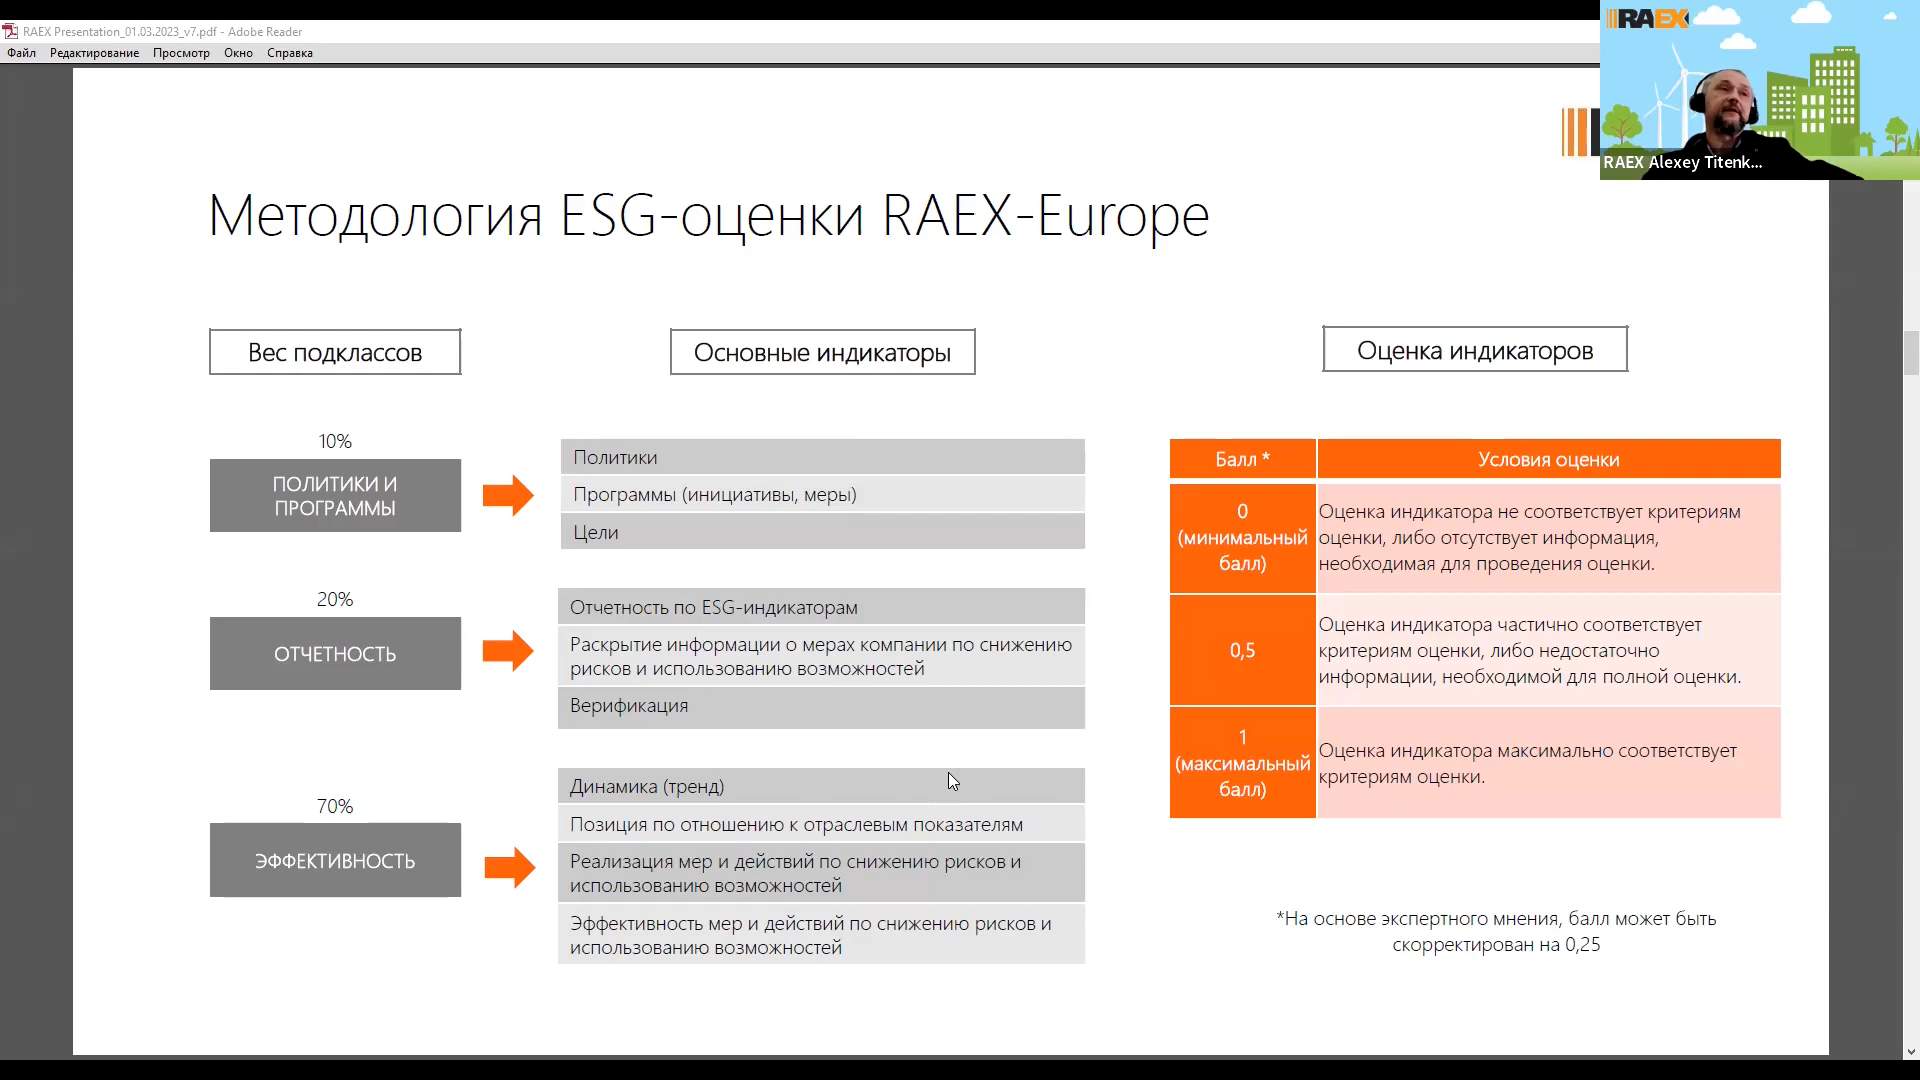 RAEX Presentation_01.03.2023_v7.pdf - Adobe Reader
Файл Редактирование Просмотр Окно Справка
RAEX
RAEX Alexey Titenk...
Методология ESG-оценки RAEX-Europe
Вес подклассов
Основные индикаторы
Оценка индикаторов
10%
ПОЛИТИКИ И
ПРОГРАММЫ
Политики
Программы (инициативы, меры)
Цели
20%
ОТЧЕТНОСТЬ
Отчетность по ESG-индикаторам
Раскрытие информации о мерах компании по снижению
рисков и использованию возможностей
Верификация
70%
ЭФФЕКТИВНОСТЬ
Динамика (тренд)
Позиция по отношению к отраслевым показателям
Реализация мер и действий по снижению рисков и
использованию возможностей
Эффективность мер и действий по снижению рисков и
использованию возможностей
Балл *
Условия оценки
0
(минимальный
балл)
Оценка индикатора не соответствует критериям
оценки, либо отсутствует информация,
необходимая для проведения оценки.
0,5
Оценка индикатора частично соответствует
критериям оценки, либо недостаточно
информации, необходимой для полной оценки.
1
(максимальный
балл)
Оценка индикатора максимально соответствует
критериям оценки.
*На основе экспертного мнения, балл может быть
скорректирован на 0,25